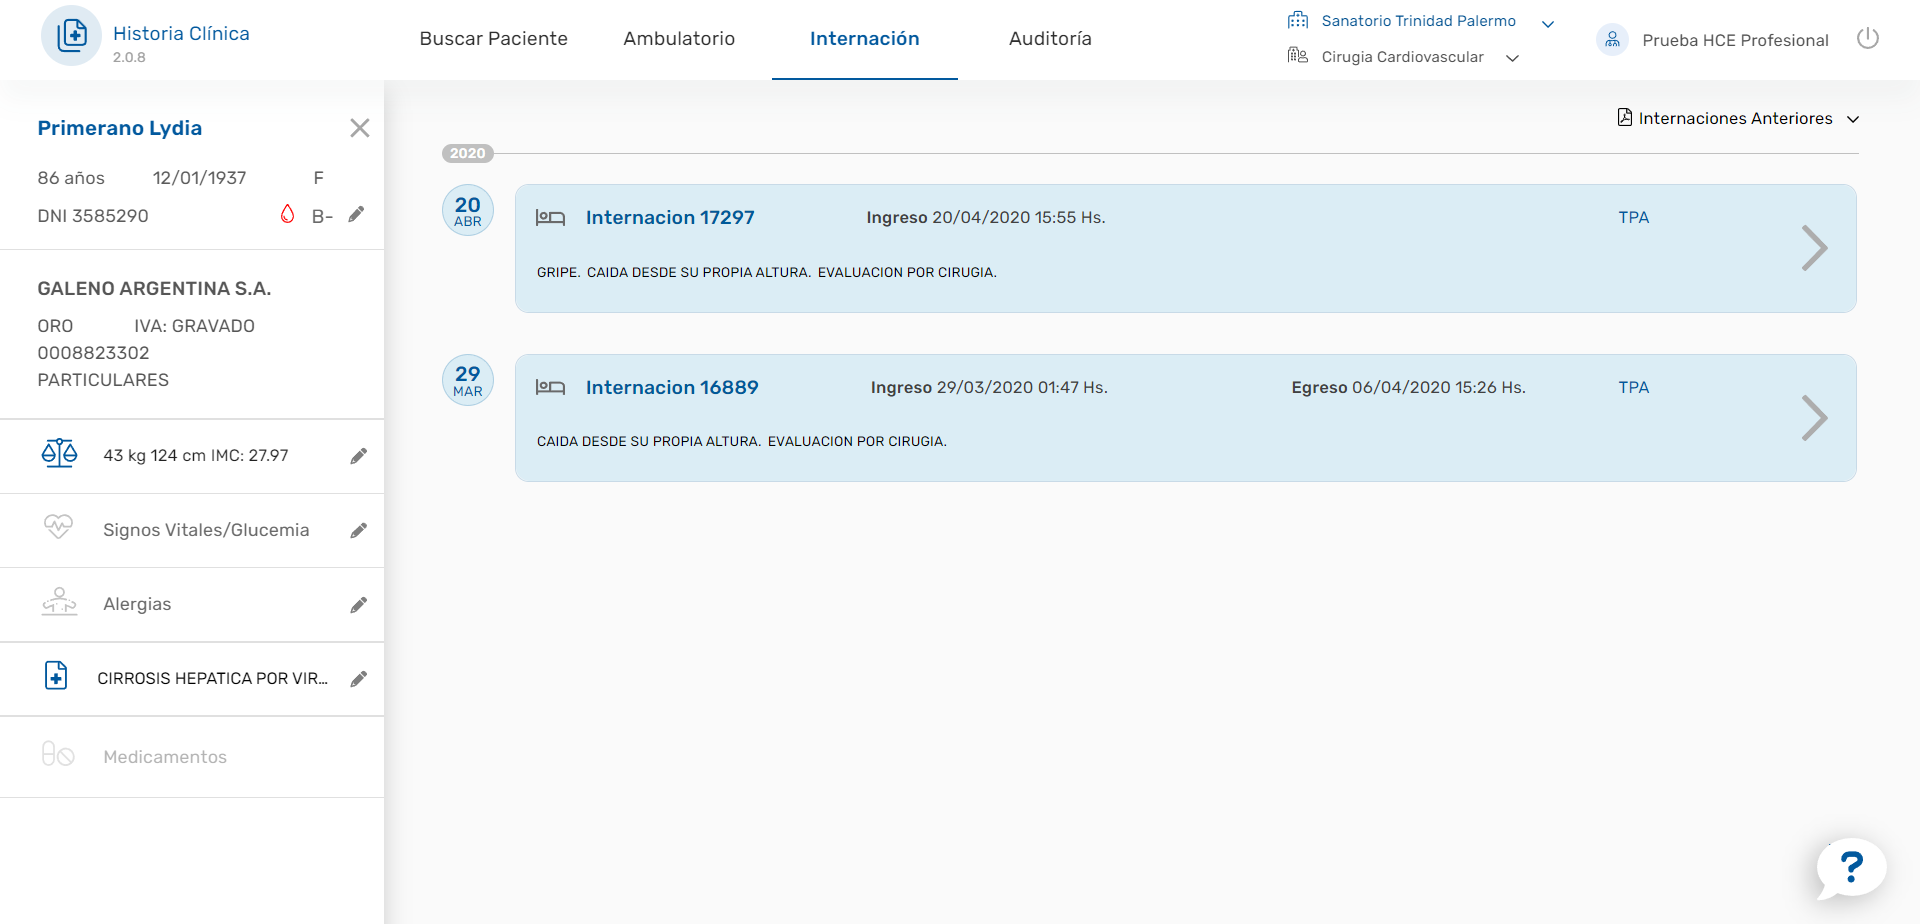 Historia Clínica
2.0.8
Buscar Paciente
Ambulatorio
Internación
Auditoría
Sanatorio Trinidad Palermo
Cirugia Cardiovascular
Prueba HCE Profesional
Primerano Lydia
86 años 12/01/1937 F
DNI 3585290 B-
GALENO ARGENTINA S.A.
ORO IVA: GRAVADO
0008823302
PARTICULARES
43 kg 124 cm IMC: 27.97
Signos Vitales/Glucemia
Alergias
CIRROSIS HEPATICA POR VIR...
Medicamentos
Internaciones Anteriores
2020
20
ABR
Internacion 17297 Ingreso 20/04/2020 15:55 Hs. TPA
GRIPE. CAIDA DESDE SU PROPIA ALTURA. EVALUACION POR CIRUGIA.
29
MAR
Internacion 16889 Ingreso 29/03/2020 01:47 Hs. Egreso 06/04/2020 15:26 Hs. TPA
CAIDA DESDE SU PROPIA ALTURA. EVALUACION POR CIRUGIA.
?